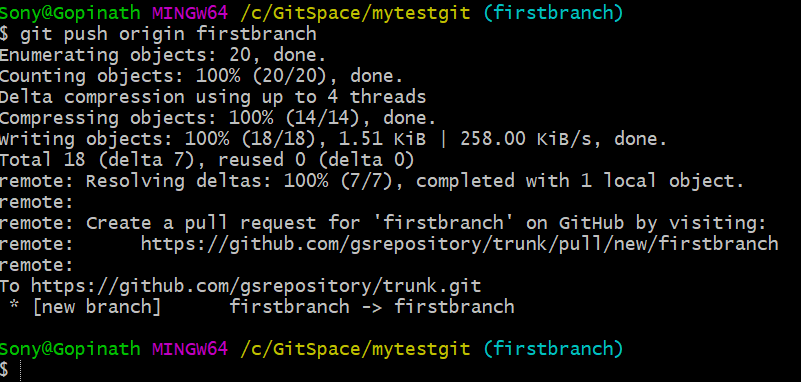 Sony@Gopinath MINGW64 /c/GitSpace/mytestgit (firstbranch)
$ git push origin firstbranch
Enumerating objects: 20, done.
Counting objects: 100% (20/20), done.
Delta compression using up to 4 threads
Compressing objects: 100% (14/14), done.
Writing objects: 100% (18/18), 1.51 KiB | 258.00 KiB/s, done.
Total 18 (delta 7), reused 0 (delta 0)
remote: Resolving deltas: 100% (7/7), completed with 1 local object.
remote:
remote: Create a pull request for 'firstbranch' on GitHub by visiting:
remote:      https://github.com/gsrepository/trunk/pull/new/firstbranch
remote:
To https://github.com/gsrepository/trunk.git
 * [new branch]      firstbranch -> firstbranch
Sony@Gopinath MINGW64 /c/GitSpace/mytestgit (firstbranch)
$